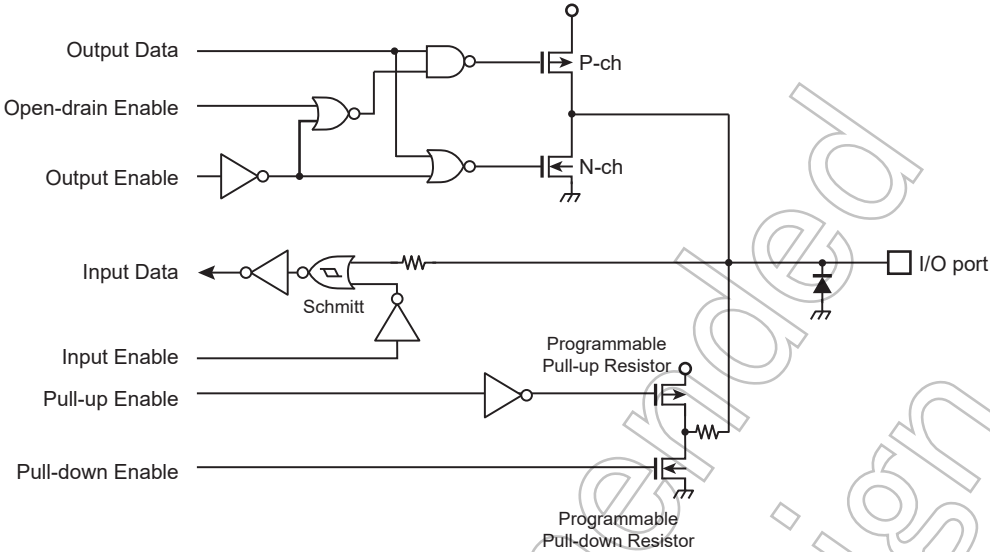 Output Data
P-ch
Open-drain Enable
N-ch
Output Enable
Input Data
Schmitt
I/O port
Input Enable
Programmable
Pull-up Resistor
Pull-up Enable
Pull-down Enable
Programmable
Pull-down Resistor